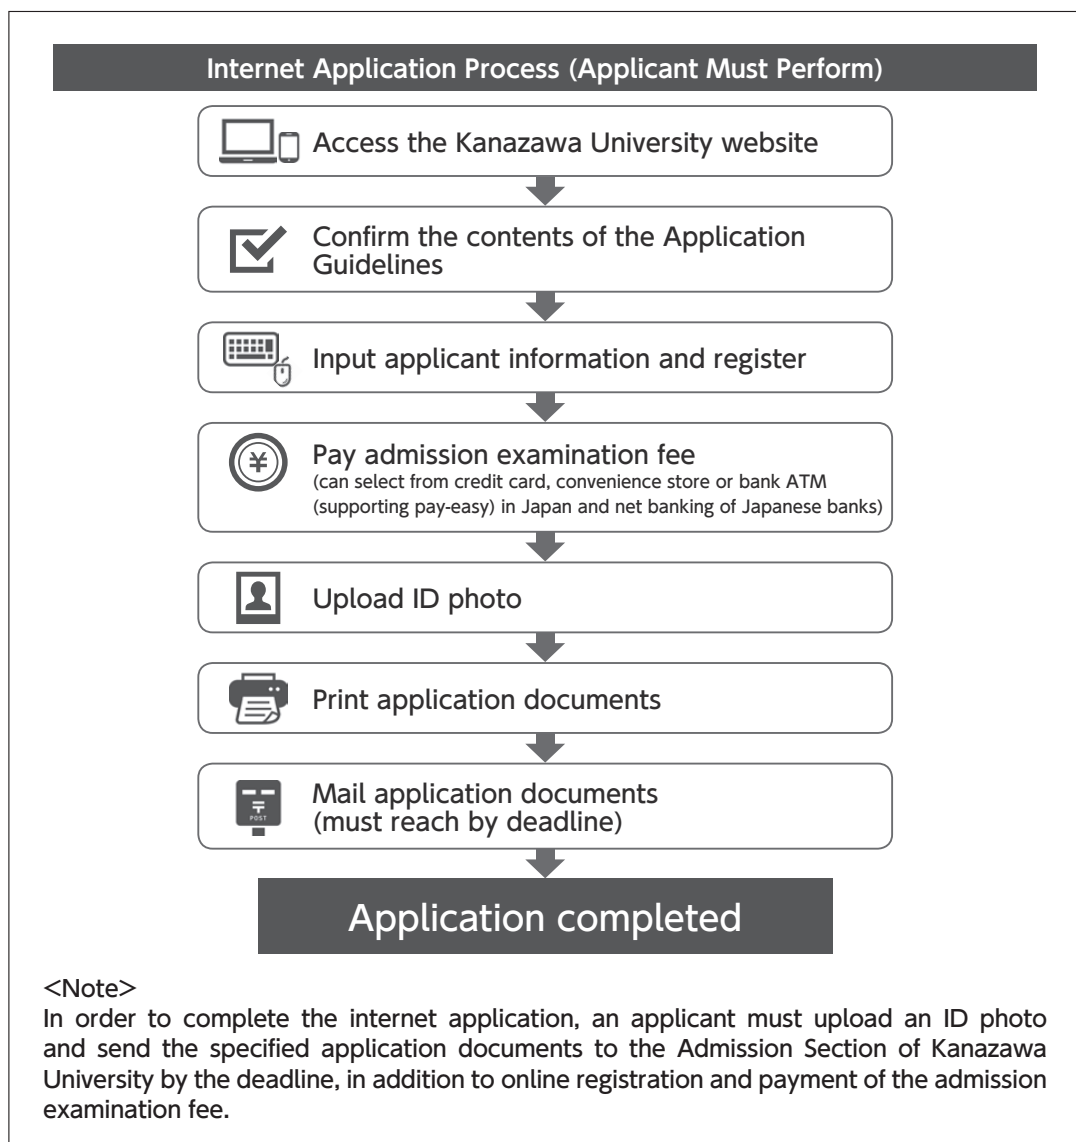 Internet Application Process (Applicant Must Perform)
Access the Kanazawa University website
Confirm the contents of the Application
Guidelines
Input applicant information and register
¥
Pay admission examination fee
(can select from credit card, convenience store or bank ATM
(supporting pay-easy) in Japan and net banking of Japanese banks)
Upload ID photo
Print application documents
〒
POST
Mail application documents
(must reach by deadline)
Application completed
<Note>
In order to complete the internet application, an applicant must upload an ID photo
and send the specified application documents to the Admission Section of Kanazawa
University by the deadline, in addition to online registration and payment of the admission
examination fee.